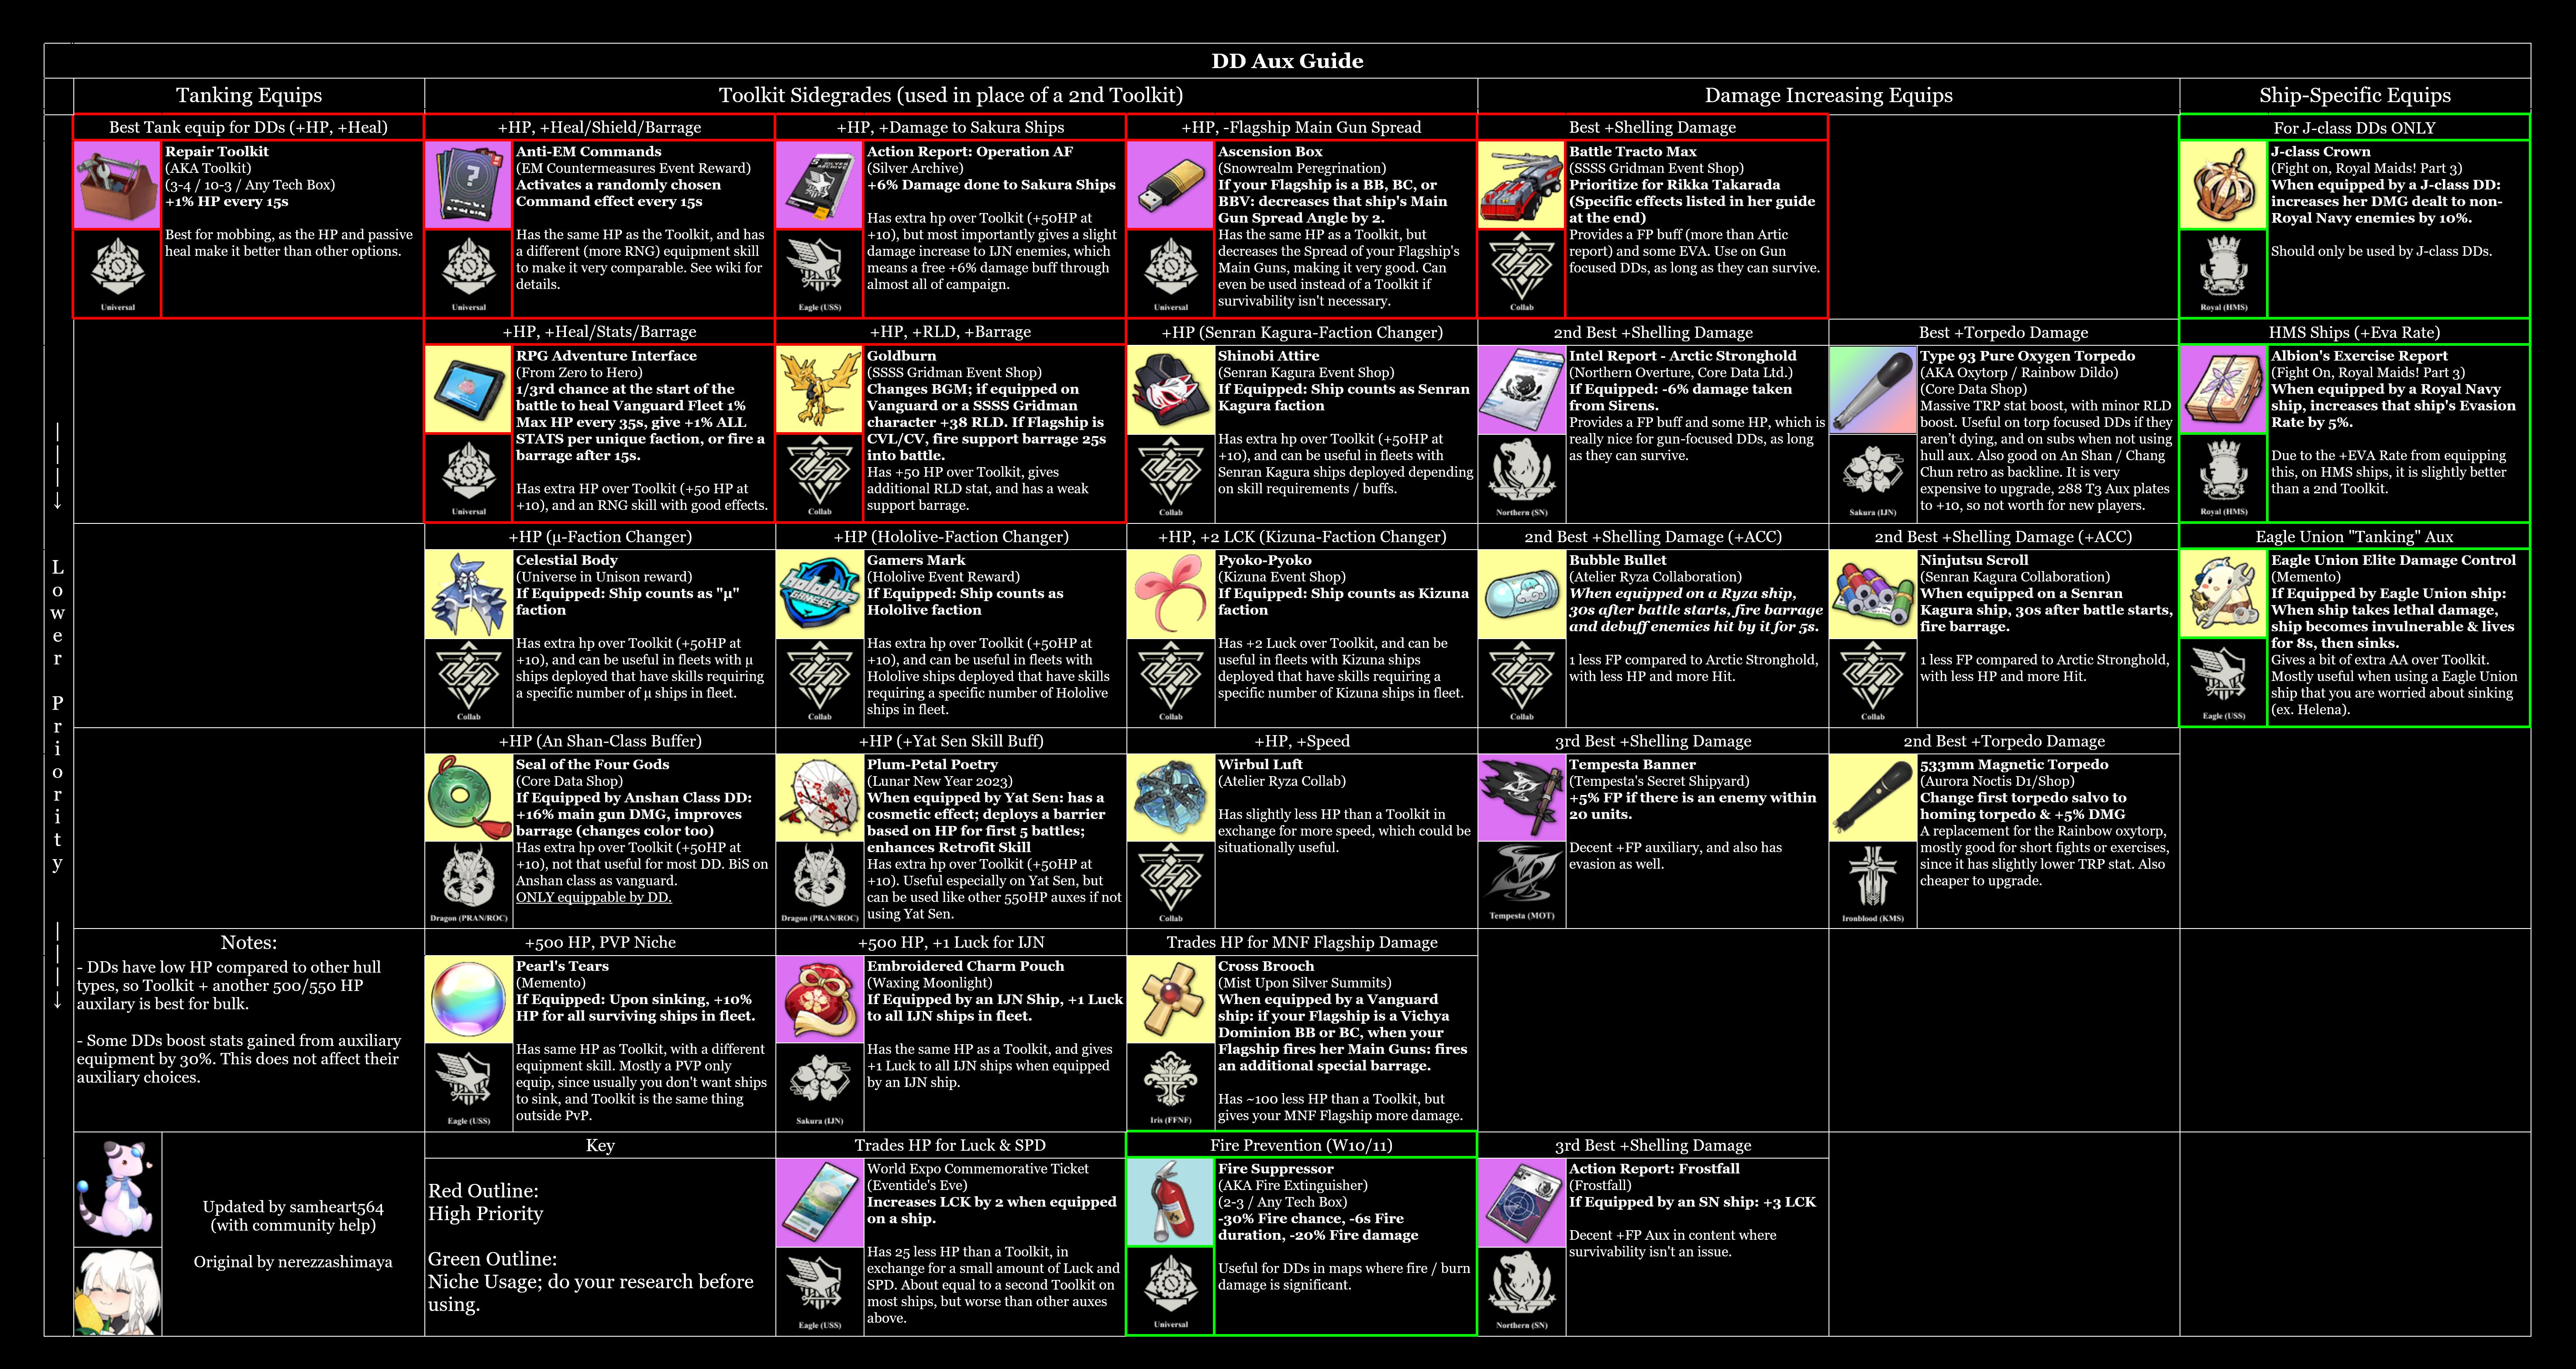 DD Aux Guide
Tanking Equips
Toolkit Sidegrades (used in place of a 2nd Toolkit)
Damage Increasing Equips
Ship-Specific Equips
Best Tank equip for DDs (+HP, +Heal)
Repair Toolkit
(AKA Toolkit)
(3-4 / 10-3 / Any Tech Box)
+1% HP every 15s
Best for mobbing, as the HP and passive
heal make it better than other options.
Universal
+HP, +Heal/Shield/Barrage
Anti-EM Commands
(EM Countermeasures Event Reward)
Activates a randomly chosen
Command effect every 15s
Has the same HP as the Toolkit, and has
a different (more RNG) equipment skill
to make it very comparable. See wiki for
details.
Universal
+HP, +Damage to Sakura Ships
Action Report: Operation AF
(Silver Archive)
+6% Damage done to Sakura Ships
Has extra hp over Toolkit (+50HP at
+10), but most importantly gives a slight
damage increase to IJN enemies, which
means a free +6% damage buff through
almost all of campaign.
Eagle (USS)
+HP, -Flagship Main Gun Spread
Ascension Box
(Snowrealm Peregrination)
If your Flagship is a BB, BC, or
BBV: decreases that ship's Main
Gun Spread Angle by 2.
Has the same HP as a Toolkit, but
decreases the Spread of your Flagship's
Main Guns, making it very good. Can
even be used instead of a Toolkit if
survivability isn't necessary.
Universal
Best +Shelling Damage
Battle Tracto Max
(SSSS Gridman Event Shop)
Prioritize for Rikka Takarada
(Specific effects listed in her guide
at the end)
Provides a FP buff (more than Artic
report) and some EVA. Use on Gun
focused DDs, as long as they can survive.
Collab
For J-class DDs ONLY
J-class Crown
(Fight on, Royal Maids! Part 3)
When equipped by a J-class DD:
increases her DMG dealt to non-
Royal Navy enemies by 10%.
Should only be used by J-class DDs.
Royal (HMS)
+HP, +Heal/Stats/Barrage
RPG Adventure Interface
(From Zero to Hero)
1/3rd chance at the start of the
battle to heal Vanguard Fleet 1%
Max HP every 35s, give +1% ALL
STATS per unique faction, or fire a
barrage after 15s.
Has extra HP over Toolkit (+50 HP at
+10), and an RNG skill with good effects.
Universal
+HP, +RLD, +Barrage
Goldburn
(SSSS Gridman Event Shop)
Changes BGM; if equipped on
Vanguard or a SSSS Gridman
character +38 RLD. If Flagship is
CVL/CV, fire support barrage 25s
into battle.
Has +50 HP over Toolkit, gives
additional RLD stat, and has a weak
support barrage.
Collab
+HP (Senran Kagura-Faction Changer)
Shinobi Attire
(Senran Kagura Event Shop)
If Equipped: Ship counts as Senran
Kagura faction
Has extra hp over Toolkit (+50HP at
+10), and can be useful in fleets with
Senran Kagura ships deployed depending
on skill requirements / buffs.
Collab
2nd Best +Shelling Damage
Intel Report - Arctic Stronghold
(Northern Overture, Core Data Ltd.)
If Equipped: -6% damage taken
from Sirens.
Provides a FP buff and some HP, which is
really nice for gun-focused DDs, as long
as they can survive.
Northern (SN)
Best +Torpedo Damage
Type 93 Pure Oxygen Torpedo
(AKA Oxytorp / Rainbow Dildo)
(Core Data Shop)
Massive TRP stat boost, with minor RLD
boost. Useful on torp focused DDs if they
aren't dying, and on subs when not using
hull aux. Also good on An Shan / Chang
Chun retro as backline. It is very
expensive to upgrade, 288 T3 Aux plates
to +10, so not worth for new players.
Sakura (IJN)
HMS Ships (+Eva Rate)
Albion's Exercise Report
(Fight On, Royal Maids! Part 3)
When equipped by a Royal Navy
ship, increases that ship's Evasion
Rate by 5%.
Due to the +EVA Rate from equipping
this, on HMS ships, it is slightly better
than a 2nd Toolkit.
Royal (HMS)
Lower Priority
+HP (μ-Faction Changer)
Celestial Body
(Universe in Unison reward)
If Equipped: Ship counts as "μ"
faction
Has extra hp over Toolkit (+50HP at
+10), and can be useful in fleets with μ
ships deployed that have skills requiring
a specific number of μ ships in fleet.
Collab
+HP (Hololive-Faction Changer)
hololive
GAMERS
Gamers Mark
(Hololive Event Reward)
If Equipped: Ship counts as
Hololive faction
Has extra hp over Toolkit (+50HP at
+10), and can be useful in fleets with
Hololive ships deployed that have skills
requiring a specific number of Hololive
ships in fleet.
Collab
+HP, +2 LCK (Kizuna-Faction Changer)
Pyoko-Pyoko
(Kizuna Event Shop)
If Equipped: Ship counts as Kizuna
faction
Has +2 Luck over Toolkit, and can be
useful in fleets with Kizuna ships
deployed that have skills requiring a
specific number of Kizuna ships in fleet.
Collab
2nd Best +Shelling Damage (+ACC)
Bubble Bullet
(Atelier Ryza Collaboration)
When equipped on a Ryza ship,
30s after battle starts, fire barrage
and debuff enemies hit by it for 5s.
1 less FP compared to Arctic Stronghold,
with less HP and more Hit.
Collab
2nd Best +Shelling Damage (+ACC)
Ninjutsu Scroll
(Senran Kagura Collaboration)
When equipped on a Senran
Kagura ship, 30s after battle starts,
fire barrage.
1 less FP compared to Arctic Stronghold,
with less HP and more Hit.
Collab
Eagle Union "Tanking" Aux
Eagle Union Elite Damage Control
(Memento)
If Equipped by Eagle Union ship:
When ship takes lethal damage,
ship becomes invulnerable & lives
for 8s, then sinks.
Gives a bit of extra AA over Toolkit.
Mostly useful when using a Eagle Union
ship that you are worried about sinking
(ex. Helena).
Eagle (USS)
+HP (An Shan-Class Buffer)
Seal of the Four Gods
(Core Data Shop)
If Equipped by Anshan Class DD:
+16% main gun DMG, improves
barrage (changes color too)
Has extra hp over Toolkit (+50HP at
+10), not that useful for most DD. BiS on
Anshan class as vanguard.
ONLY equippable by DD.
Dragon (PRAN/ROC)
+HP (+Yat Sen Skill Buff)
Plum-Petal Poetry
(Lunar New Year 2023)
When equipped by Yat Sen: has a
cosmetic effect; deploys a barrier
based on HP for first 5 battles;
enhances Retrofit Skill
Has extra hp over Toolkit (+50HP at
+10). Useful especially on Yat Sen, but
can be used like other 550HP auxes if not
using Yat Sen.
Dragon (PRAN/ROC)
+HP, +Speed
Wirbul Luft
(Atelier Ryza Collab)
Has slightly less HP than a Toolkit in
exchange for more speed, which could be
situationally useful.
Collab
3rd Best +Shelling Damage
Tempesta Banner
(Tempesta's Secret Shipyard)
+5% FP if there is an enemy within
20 units.
Decent +FP auxiliary, and also has
evasion as well.
Tempesta (MOT)
2nd Best +Torpedo Damage
533mm Magnetic Torpedo
(Aurora Noctis D1/Shop)
Change first torpedo salvo to
homing torpedo & +5% DMG
A replacement for the Rainbow oxytorp,
mostly good for short fights or exercises,
since it has slightly lower TRP stat. Also
cheaper to upgrade.
Ironblood (KMS)
Notes:
- DDs have low HP compared to other hull
types, so Toolkit + another 500/550 HP
auxilary is best for bulk.
- Some DDs boost stats gained from auxiliary
equipment by 30%. This does not affect their
auxiliary choices.
+500 HP, PVP Niche
Pearl's Tears
(Memento)
If Equipped: Upon sinking, +10%
HP for all surviving ships in fleet.
Has same HP as Toolkit, with a different
equipment skill. Mostly a PVP only
equip, since usually you don't want ships
to sink, and Toolkit is the same thing
outside PvP.
Eagle (USS)
+500 HP, +1 Luck for IJN
Embroidered Charm Pouch
(Waxing Moonlight)
If Equipped by an IJN Ship, +1 Luck
to all IJN ships in fleet.
Has the same HP as a Toolkit, and gives
+1 Luck to all IJN ships when equipped
by an IJN ship.
Sakura (IJN)
Trades HP for MNF Flagship Damage
Cross Brooch
(Mist Upon Silver Summits)
When equipped by a Vanguard
ship: if your Flagship is a Vichya
Dominion BB or BC, when your
Flagship fires her Main Guns: fires
an additional special barrage.
Has ~100 less HP than a Toolkit, but
gives your MNF Flagship more damage.
Iris (FFNF)
Updated by samheart564
(with community help)
Original by nerezzashimaya
Key
Red Outline:
High Priority
Green Outline:
Niche Usage; do your research before
using.
Trades HP for Luck & SPD
World Expo Commemorative Ticket
(Eventide's Eve)
Increases LCK by 2 when equipped
on a ship.
Has 25 less HP than a Toolkit, in
exchange for a small amount of Luck and
SPD. About equal to a second Toolkit on
most ships, but worse than other auxes
above.
Eagle (USS)
Fire Prevention (W10/11)
Fire Suppressor
(AKA Fire Extinguisher)
(2-3 / Any Tech Box)
-30% Fire chance, -6s Fire
duration, -20% Fire damage
Useful for DDs in maps where fire / burn
damage is significant.
Universal
3rd Best +Shelling Damage
Action Report: Frostfall
(Frostfall)
If Equipped by an SN ship: +3 LCK
Decent +FP Aux in content where
survivability isn't an issue.
Northern (SN)